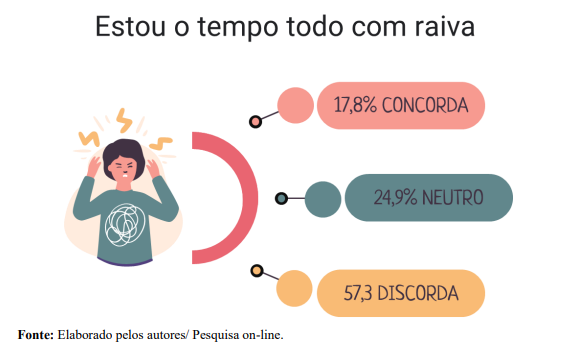 Estou o tempo todo com raiva
17,8% CONCORDA
24,9% NEUTRO
57,3 DISCORDA
Fonte: Elaborado pelos autores/ Pesquisa on-line.